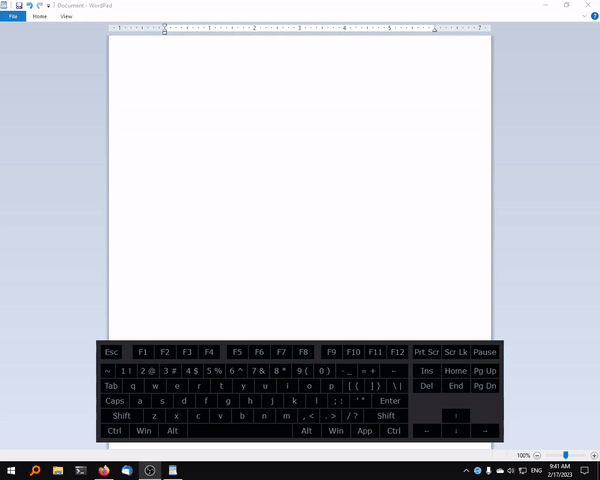 Document - WordPad
File Home View
1 1 2 3 4 5 7
Esc F1 F2 F3 F4 F5 F6 F7 F8 F9 F10 F11 F12 Prt Scr Scr Lk Pause
~ 1 ! 2 @ 3 # 4 $ 5 % 6 ^ 7 & 8 * 9 ( 0 ) - _ = + ← Ins Home Pg Up
Tab q w e r t y u i o p [ { ] } \ | Del End Pg Dn
Caps a s d f g h j k l ; : ' " Enter
Shift z x c v b n m , < . > / ? Shift ↑
Ctrl Win Alt Alt Win App Ctrl ← ↓ →
100%
ENG
9:41 AM
2/17/2023